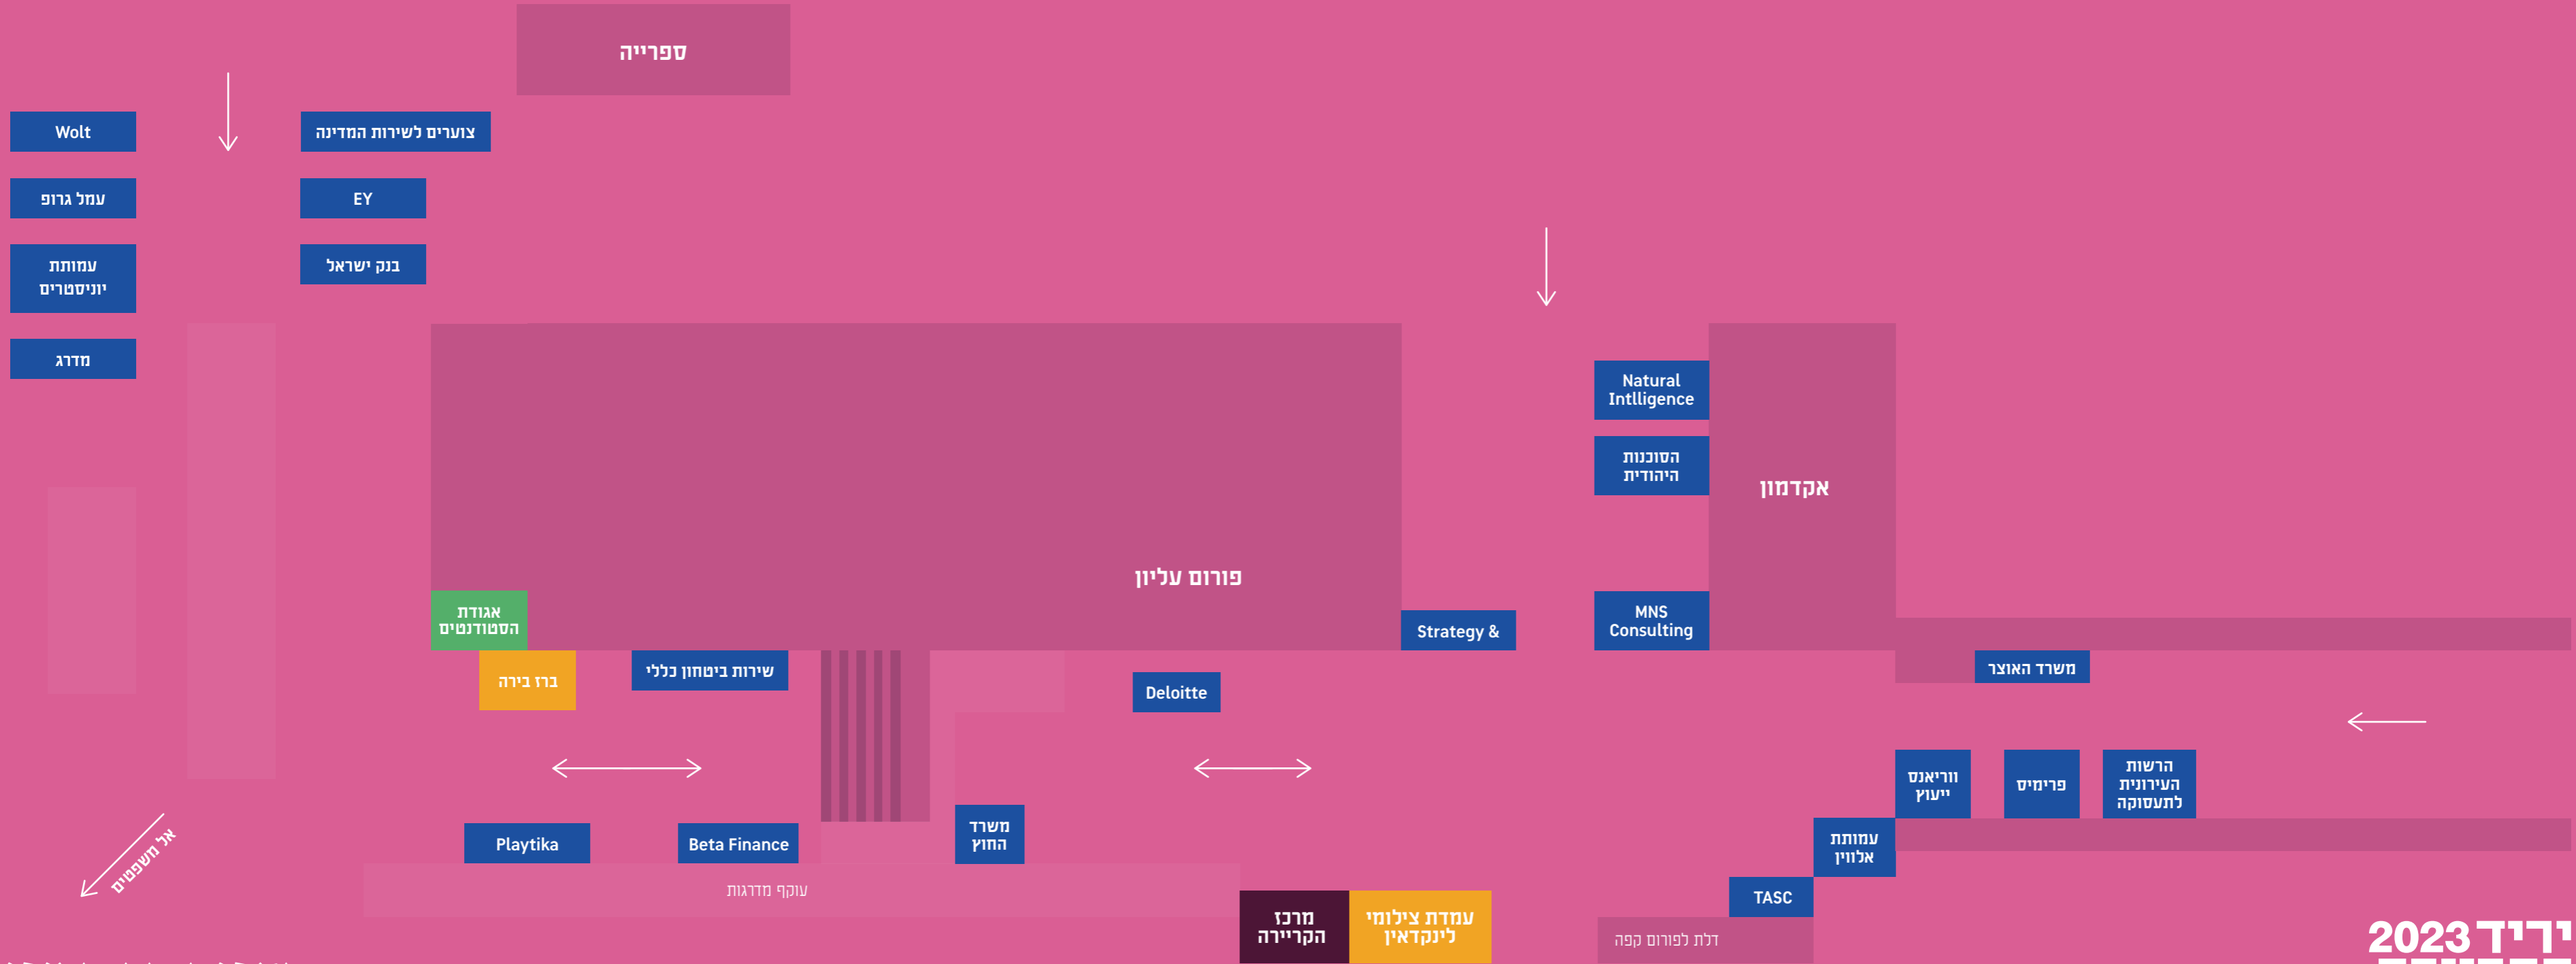 ספרייה
Wolt
צוערים לשירות המדינה
עמל גרופ
EY
עמותת
יוניסטרים
בנק ישראל
מדרג
Natural
Intlligence
הסוכנות
היהודית
אקדמון
פורום עליון
אגודת
הסטודנטים
Strategy &
MNS
Consulting
ברז בירה
שירות ביטחון כללי
Deloitte
משרד האוצר
הרשות
העירונית
לתעסוקה
פרימיס
ווריאנס
ייעוץ
עמותת
אלווין
משרד
החוץ
Beta Finance
Playtika
אל משפטים
עוקף מדרגות
TASC
עמדת צילומי
לינקדאין
מרכז
הקריירה
דלת לפורום קפה
יריד 2023